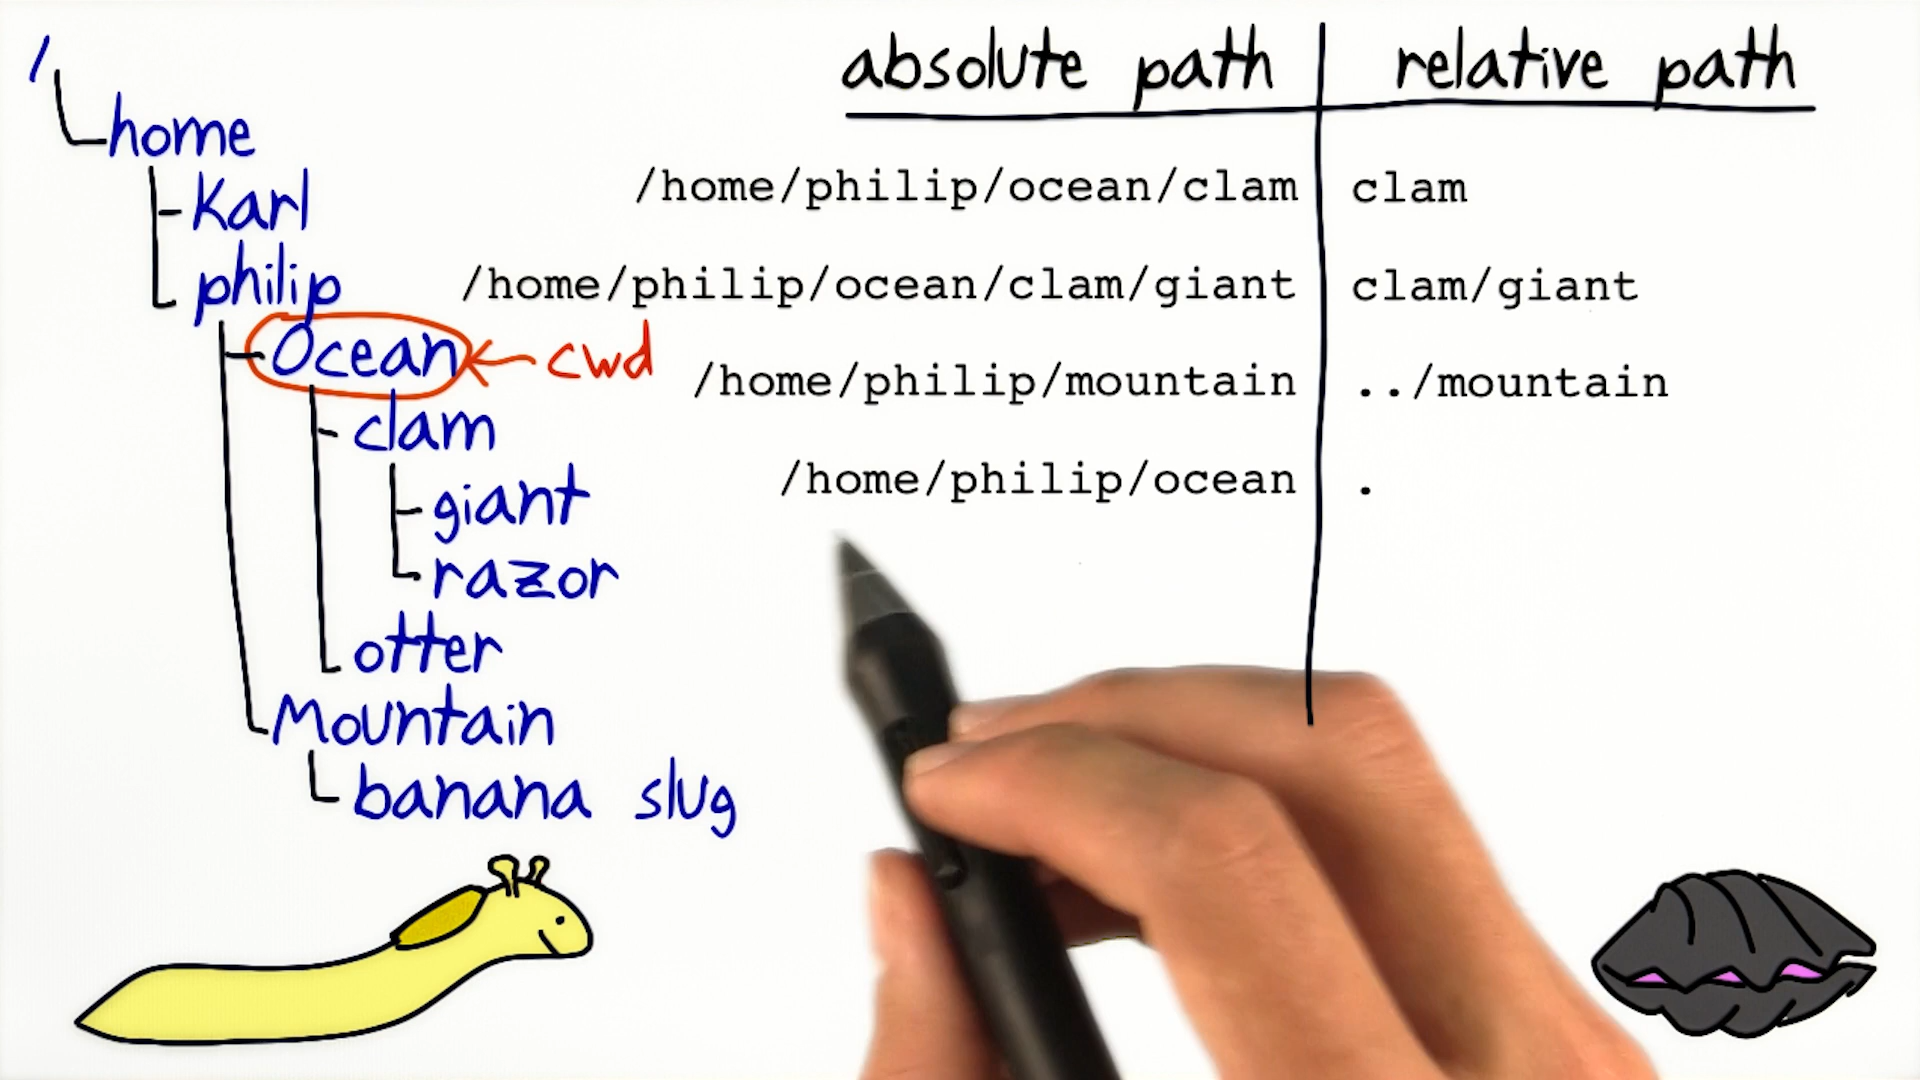 /
home
Karl
philip
Ocean
cwd
clam
giant
razor
otter
Mountain
banana slug
absolute path relative path
/home/philip/ocean/clam clam
/home/philip/ocean/clam/giant clam/giant
/home/philip/mountain ../mountain
/home/philip/ocean .